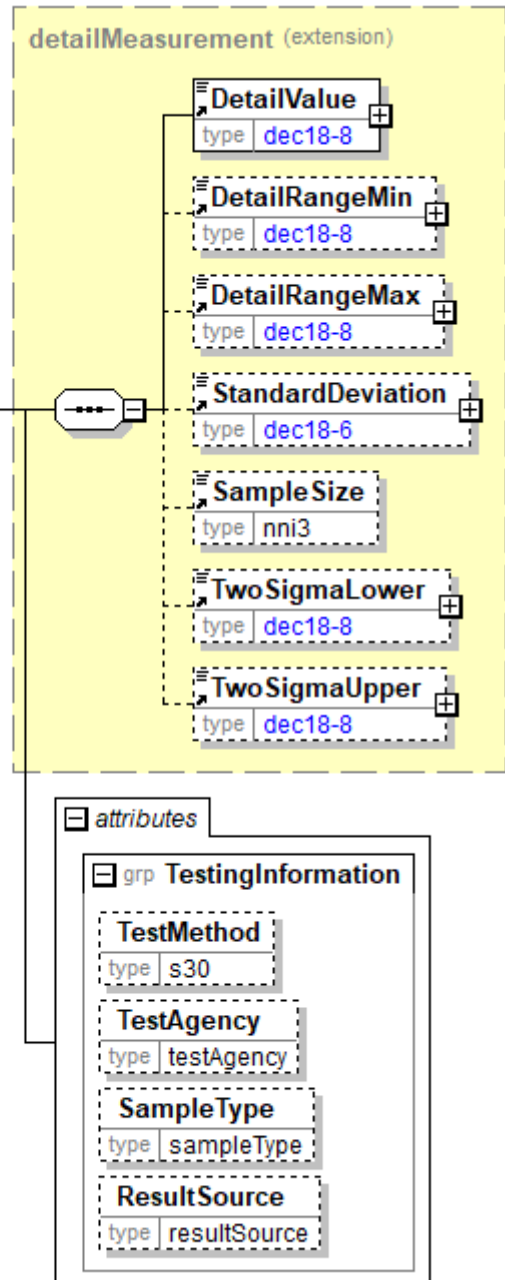 detailMeasurement (extension)
DetailValue
type dec18-8
DetailRangeMin
type dec18-8
DetailRangeMax
type dec18-8
StandardDeviation
type dec18-6
SampleSize
type nni3
TwoSigmaLower
type dec18-8
TwoSigmaUpper
type dec18-8
attributes
grp TestingInformation
TestMethod
type s30
TestAgency
type testAgency
SampleType
type sampleType
ResultSource
type resultSource